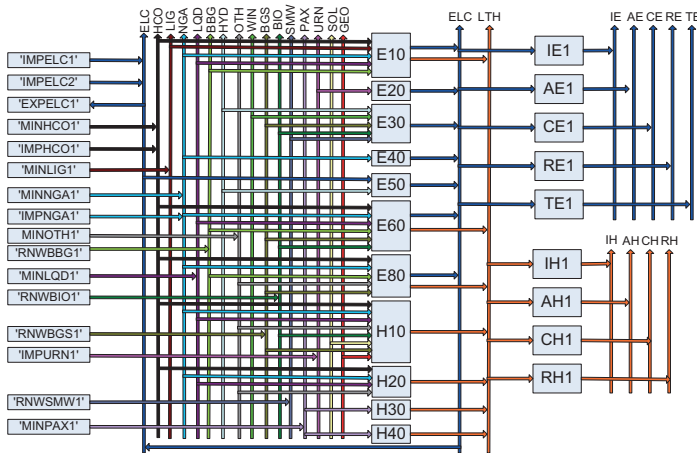 ELC HCO LIG NGA LQD BBG HYD OTH WIN BGS BIO SMW PAX URN SOL GEO
ELC LTH
IE AE CE RE TE
'IMPELC1'
'IMPELC2'
'EXPELC1'
'MINHCO1'
'IMPHCO1'
'MINLIG1'
'MINNGA1'
'IMPNGA1'
MINOTH1'
'RNWBBG1'
'MINLQD1'
'RNWBIO1'
'RNWBGS1'
'IMPURN1'
'RNWSMW1'
'MINPAX1'
E10
E20
E30
E40
E50
E60
E80
H10
H20
H30
H40
IE1
AE1
CE1
RE1
TE1
IH AH CH RH
IH1
AH1
CH1
RH1